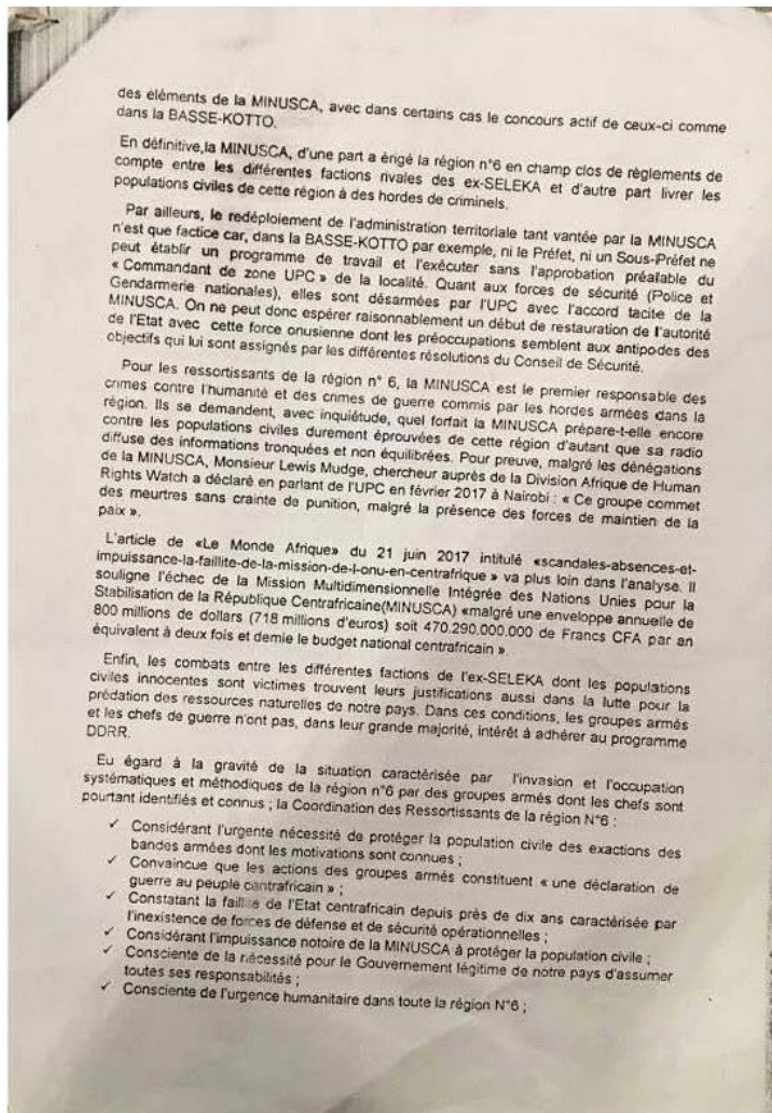 des éléments de la MINUSCA, avec dans certains cas le concours actif de ceux-ci comme
dans la BASSE-KOTTO.
En définitive,la MINUSCA, d'une part a érigé la région n°6 en champ clos de règlements de
compte entre les différentes factions rivales des ex-SELEKA et d'autre part livrer les
populations civiles de cette région à des hordes de criminels.
Par ailleurs, le redéploiement de l'administration territoriale tant vantée par la MINUSCA
n'est que factice car, dans la BASSE-KOTTO par exemple, ni le Préfet, ni un Sous-Préfet ne
peut établir un programme de travail et l'exécuter sans l'approbation préalable du
« Commandant de zone UPC » de la localité. Quant aux forces de sécurité (Police et
Gendarmerie nationales), elles sont désarmées par l'UPC avec l'accord tacite de la
MINUSCA. On ne peut donc espérer raisonnablement un début de restauration de l'autorité
de l'Etat avec cette force onusienne dont les préoccupations semblent aux antipodes des
objectifs qui lui sont assignés par les différentes résolutions du Conseil de Sécurité.
Pour les ressortissants de la région n° 6, la MINUSCA est le premier responsable des
crimes contre l'humanité et des crimes de guerre commis par les hordes armées dans la
région. Ils se demandent, avec inquiétude, quel forfait la MINUSCA prépare-t-elle encore
contre les populations civiles durement éprouvées de cette région d'autant que sa radio
diffuse des informations tronquées et non équilibrées. Pour preuve, malgré les dénégations
de la MINUSCA, Monsieur Lewis Mudge, chercheur auprès de la Division Afrique de Human
Rights Watch a déclaré en parlant de l'UPC en février 2017 à Nairobi : « Ce groupe commet
des meurtres sans crainte de punition, malgré la présence des forces de maintien de la
paix ».
L'article de «Le Monde Afrique» du 21 juin 2017 intitulé «scandales-absences-et-
impuissance-la-faillite-de-la-mission-de-l-onu-en-centrafrique » va plus loin dans l'analyse. Il
souligne l'échec de la Mission Multidimensionnelle Intégrée des Nations Unies pour la
Stabilisation de la République Centrafricaine(MINUSCA) «malgré une enveloppe annuelle de
800 millions de dollars (718 millions d'euros) soit 470.290.000.000 de Francs CFA par an
équivalent à deux fois et demie le budget national centrafricain ».
Enfin, les combats entre les différentes factions de l'ex-SELEKA dont les populations
civiles innocentes sont victimes trouvent leurs justifications aussi dans la lutte pour la
prédation des ressources naturelles de notre pays. Dans ces conditions, les groupes armés
et les chefs de guerre n'ont pas, dans leur grande majorité, intérêt à adhérer au programme
DDRR.
Eu égard à la gravité de la situation caractérisée par l'invasion et l'occupation
systématiques et méthodiques de la région n°6 par des groupes armés dont les chefs sont
pourtant identifiés et connus ; la Coordination des Ressortissants de la région N°6 :
✓ Considérant l'urgente nécessité de protéger la population civile des exactions des
bandes armées dont les motivations sont connues ;
✓ Convaincue que les actions des groupes armés constituent « une déclaration de
guerre au peuple centrafricain » ;
✓ Constatant la faillite de l'Etat centrafricain depuis près de dix ans caractérisée par
l'inexistence de forces de défense et de sécurité opérationnelles ;
✓ Considérant l'impuissance notoire de la MINUSCA à protéger la population civile ;
✓ Consciente de la nécessité pour le Gouvernement légitime de notre pays d'assumer
toutes ses responsabilités ;
✓ Consciente de l'urgence humanitaire dans toute la région N°6 ;